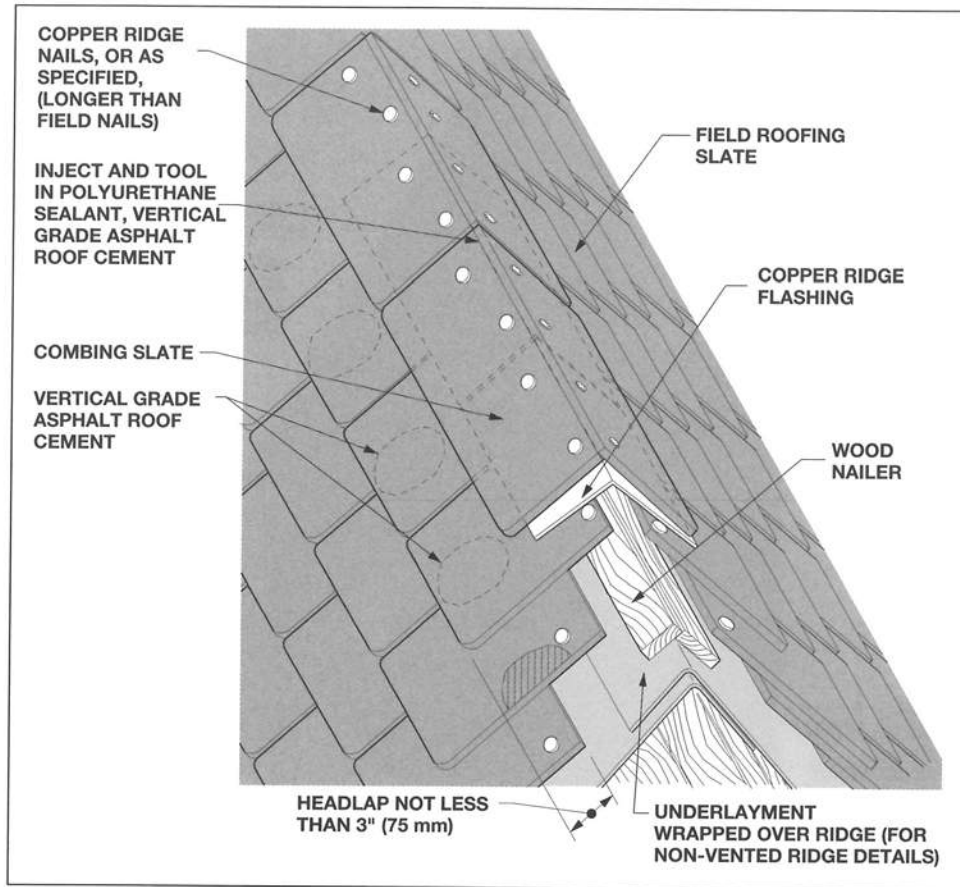 COPPER RIDGE
NAILS, OR AS
SPECIFIED,
(LONGER THAN
FIELD NAILS)
INJECT AND TOOL
IN POLYURETHANE
SEALANT, VERTICAL
GRADE ASPHALT
ROOF CEMENT
COMBING SLATE
VERTICAL GRADE
ASPHALT ROOF
CEMENT
FIELD ROOFING
SLATE
COPPER RIDGE
FLASHING
WOOD
NAILER
HEADLAP NOT LESS
THAN 3" (75 mm)
UNDERLAYMENT
WRAPPED OVER RIDGE (FOR
NON-VENTED RIDGE DETAILS)